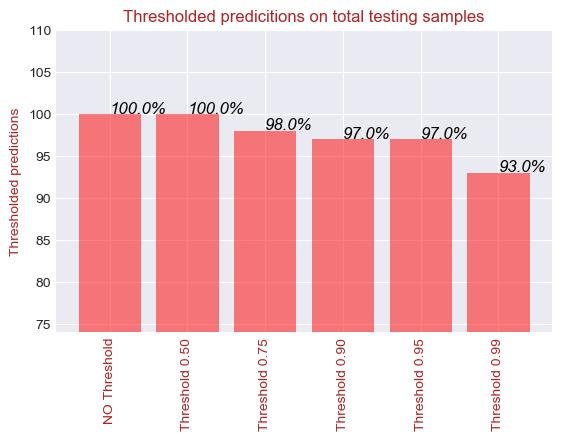 Thresholded predicitions on total testing samples
Thresholded predictions
110
105
100
95
90
85
80
75
100.0%
100.0%
98.0%
97.0%
97.0%
93.0%
NO Threshold
Threshold 0.50
Threshold 0.75
Threshold 0.90
Threshold 0.95
Threshold 0.99